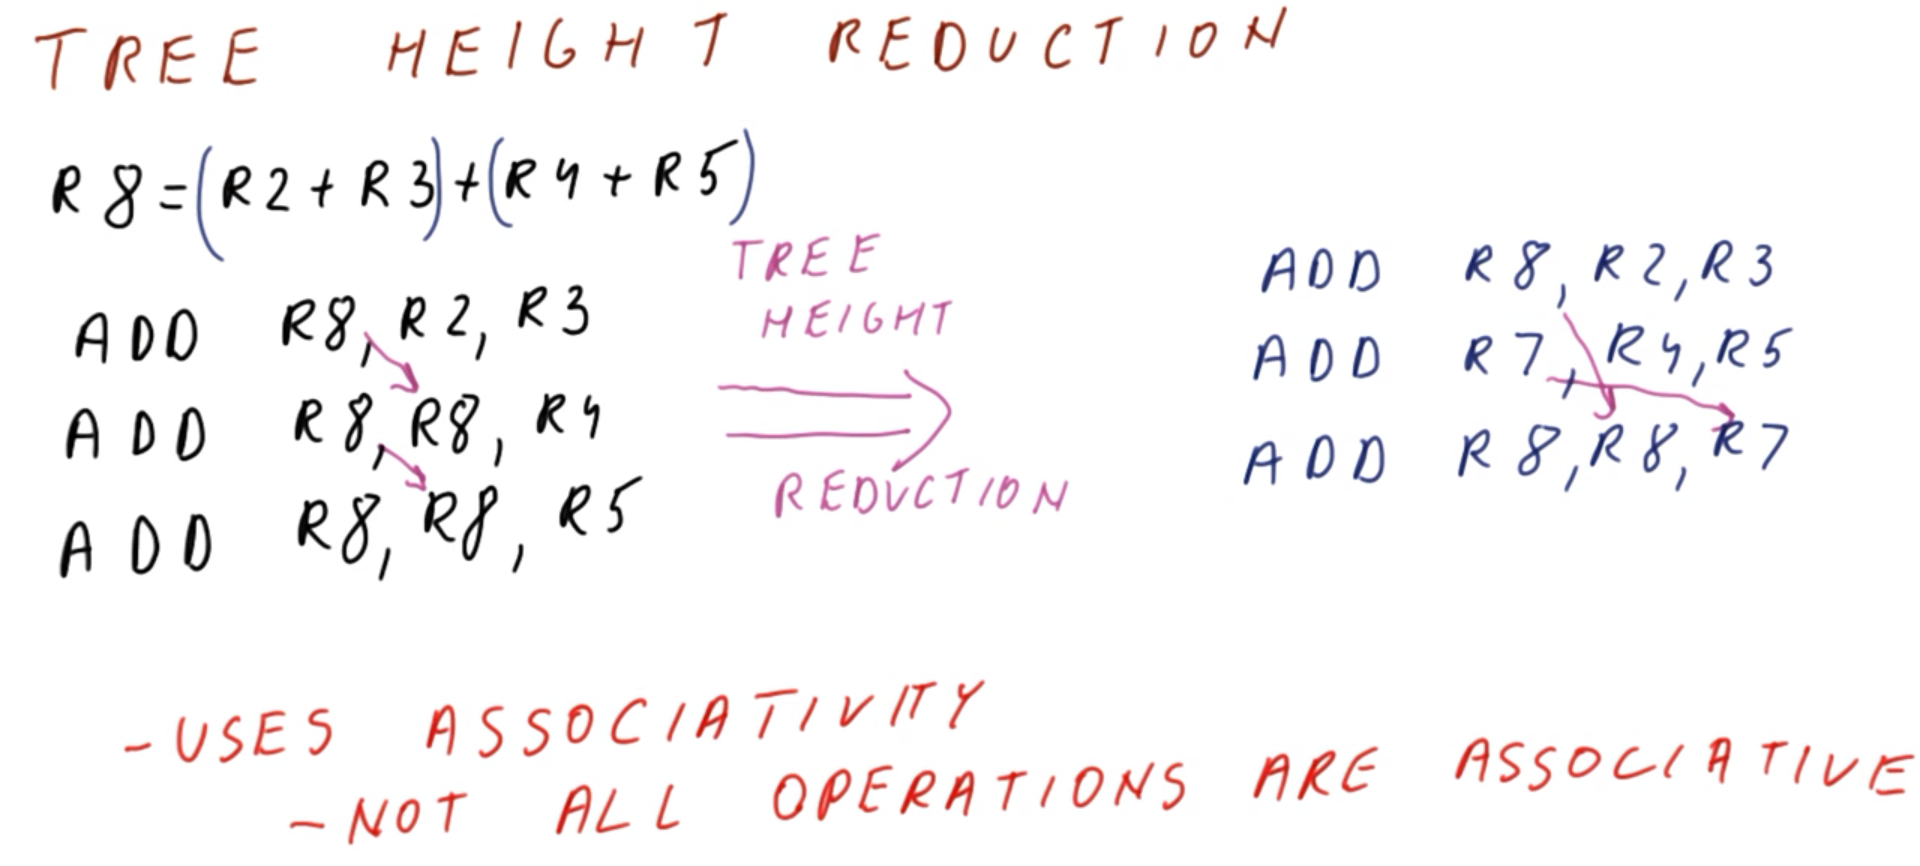 TREE HEIGHT REDUCTION
R8=(R2+R3)+(R4+R5)
ADD R8, R2, R3
ADD R8, R8, R4
ADD R8, R8, R5
TREE
HEIGHT
REDUCTION
ADD R8, R2, R3
ADD R7, R4, R5
ADD R8, R8, R7
- USES ASSOCIATIVITY
- NOT ALL OPERATIONS ARE ASSOCIATIVE